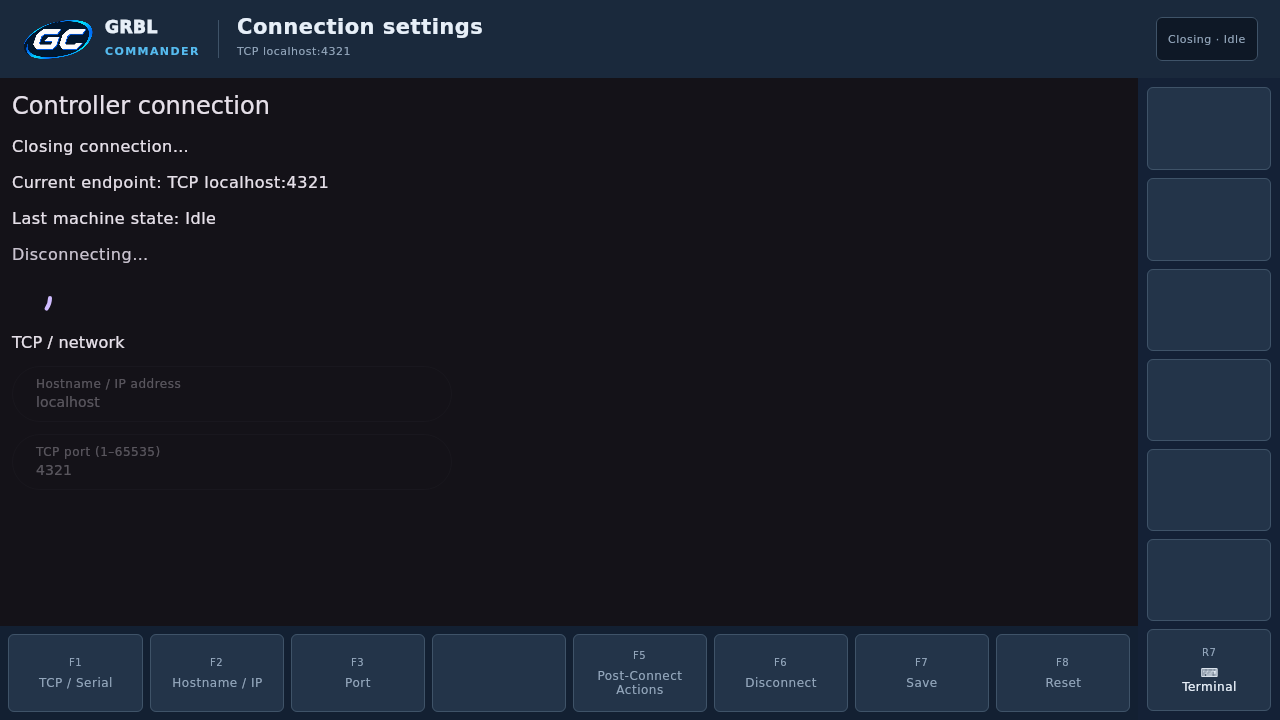 GC GRBL
COMMANDER
Connection settings
TCP localhost:4321
Closing · Idle
Controller connection
Closing connection…
Current endpoint: TCP localhost:4321
Last machine state: Idle
Disconnecting…
TCP / network
Hostname / IP address
localhost
TCP port (1–65535)
4321
F1
TCP / Serial
F2
Hostname / IP
F3
Port
F5
Post-Connect
Actions
F6
Disconnect
F7
Save
F8
Reset
R7
Terminal